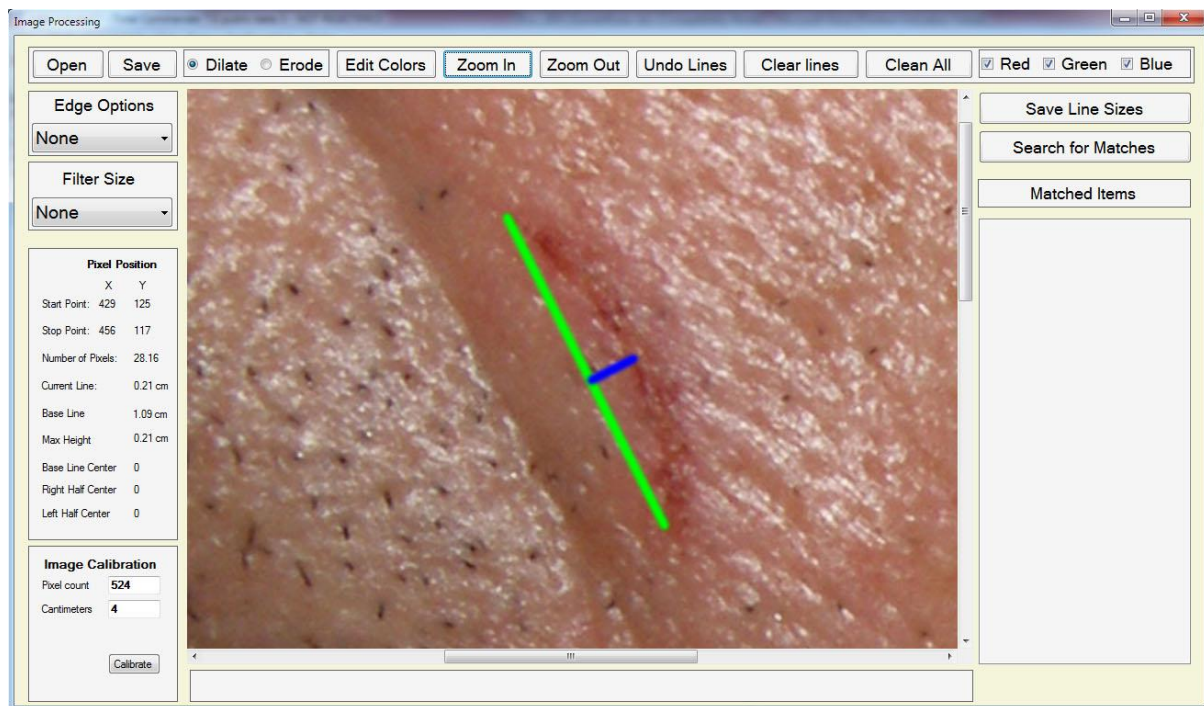 Image Processing
Open Save Dilate Erode Edit Colors Zoom In Zoom Out Undo Lines Clear lines Clean All Red Green Blue
Edge Options
None
Filter Size
None
Pixel Position
X Y
Start Point: 429 125
Stop Point: 456 117
Number of Pixels: 28.16
Current Line: 0.21 cm
Base Line 1.09 cm
Max Height 0.21 cm
Base Line Center 0
Right Half Center 0
Left Half Center 0
Image Calibration
Pixel count 524
Cantimeters 4
Calibrate
Save Line Sizes
Search for Matches
Matched Items